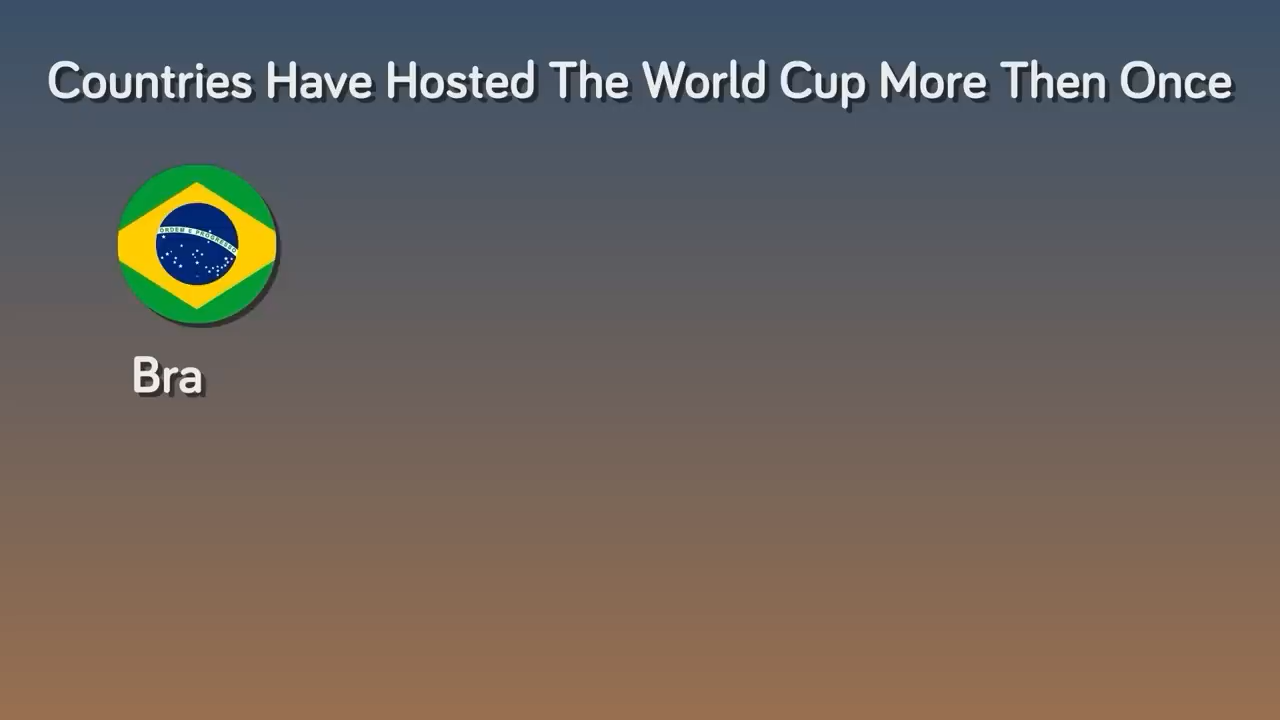 Countries Have Hosted The World Cup More Then Once
ORDEM E PROGRESSO
Bra